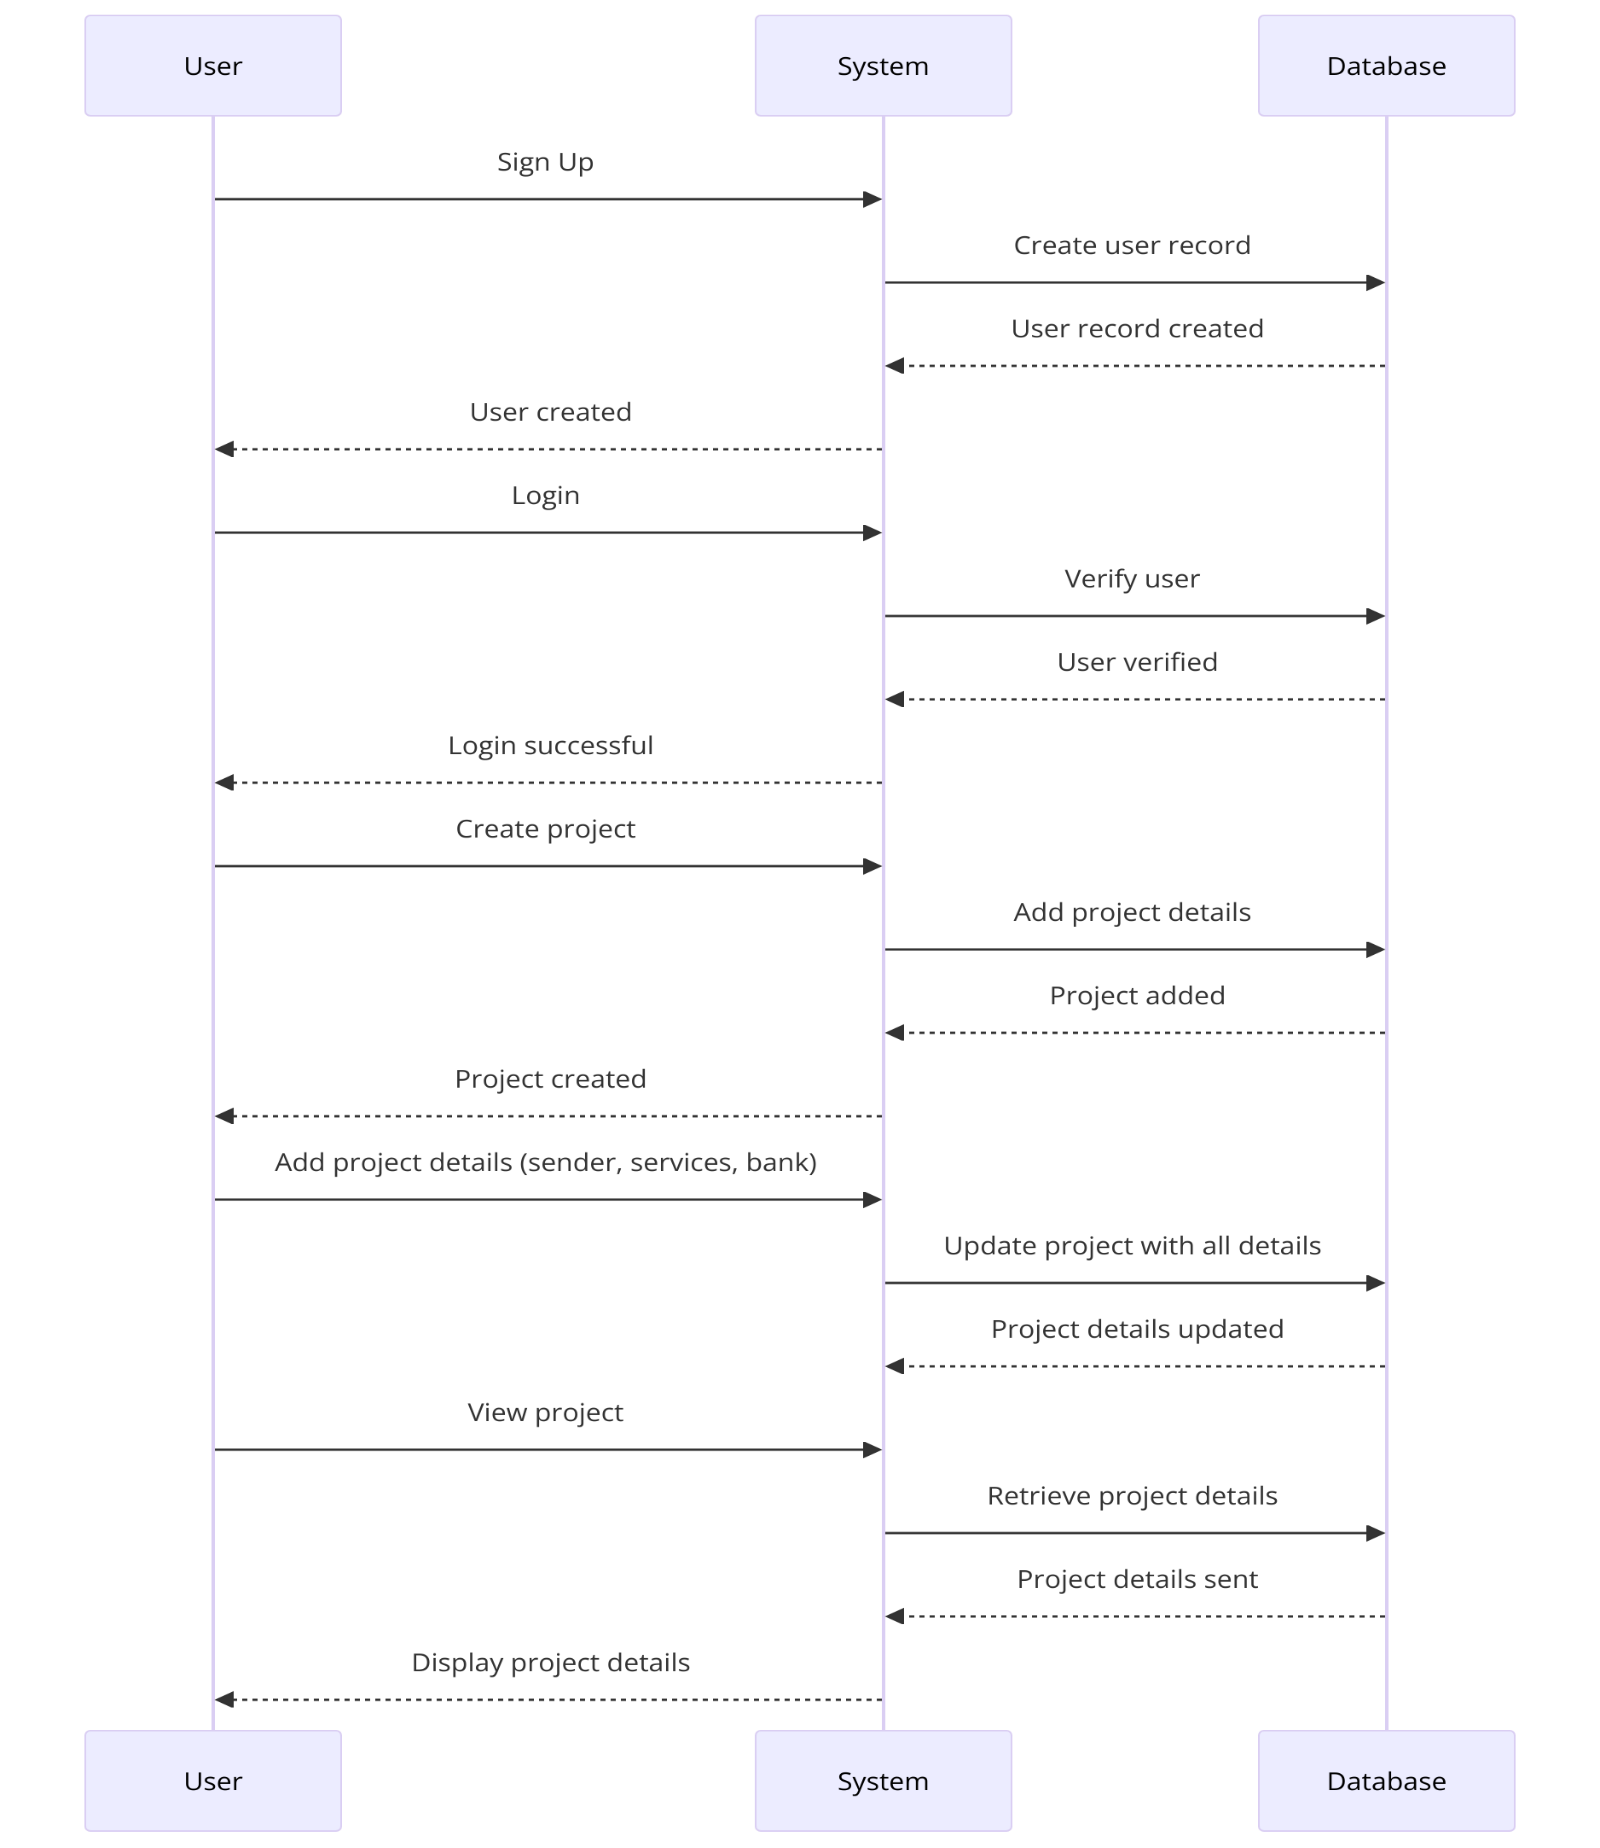 User
System
Database
Sign Up
Create user record
User record created
User created
Login
Verify user
User verified
Login successful
Create project
Add project details
Project added
Project created
Add project details (sender, services, bank)
Update project with all details
Project details updated
View project
Retrieve project details
Project details sent
Display project details
User
System
Database